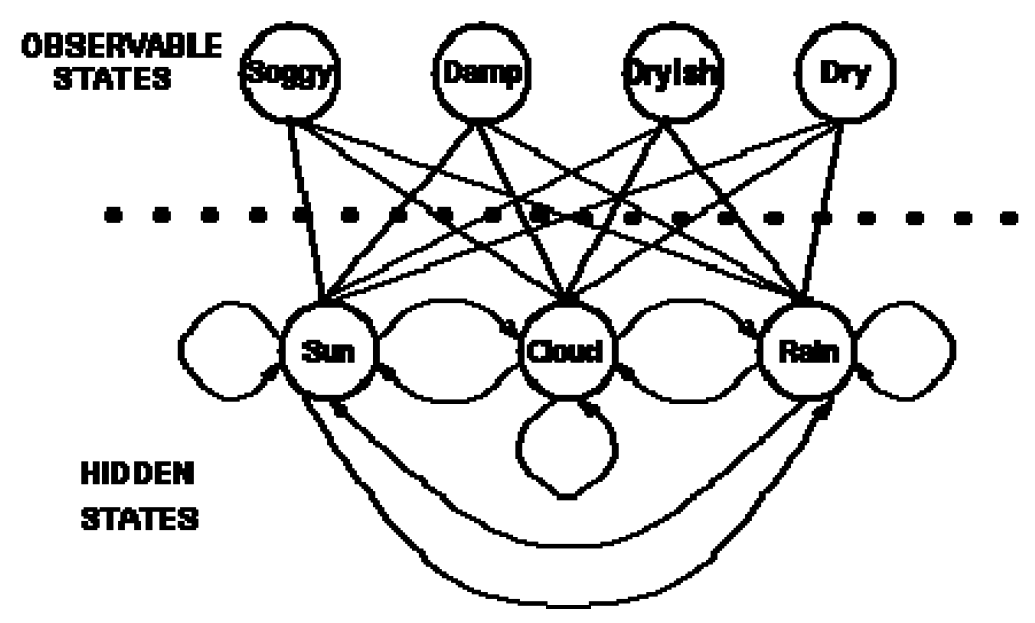 OBSERVABLE
STATES
Soggy Damp Dryish Dry
Sun Cloud Rain
HIDDEN
STATES